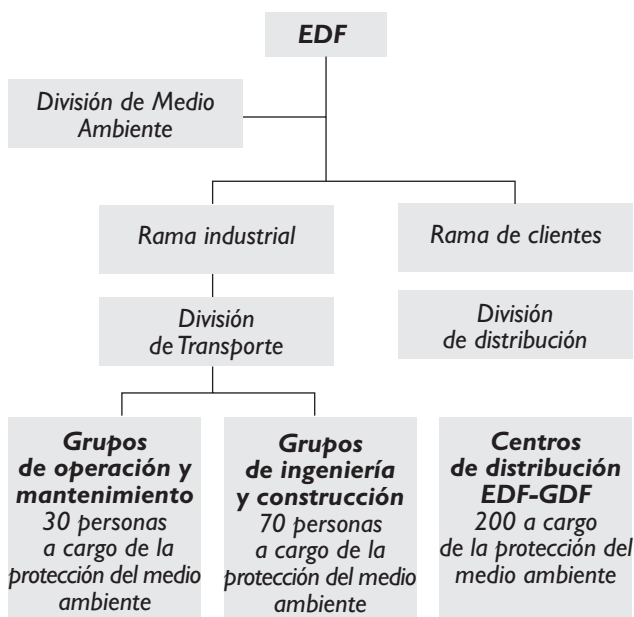 EDF
División de Medio
Ambiente
Rama industrial
Rama de clientes
División
de Transporte
División
de distribución
Grupos
de operación y
mantenimiento
30 personas
a cargo de la
protección del medio
ambiente
Grupos
de ingeniería
y construcción
70 personas
a cargo de la
protección del medio
ambiente
Centros
de distribución
EDF-GDF
200 a cargo
de la protección del
medio ambiente